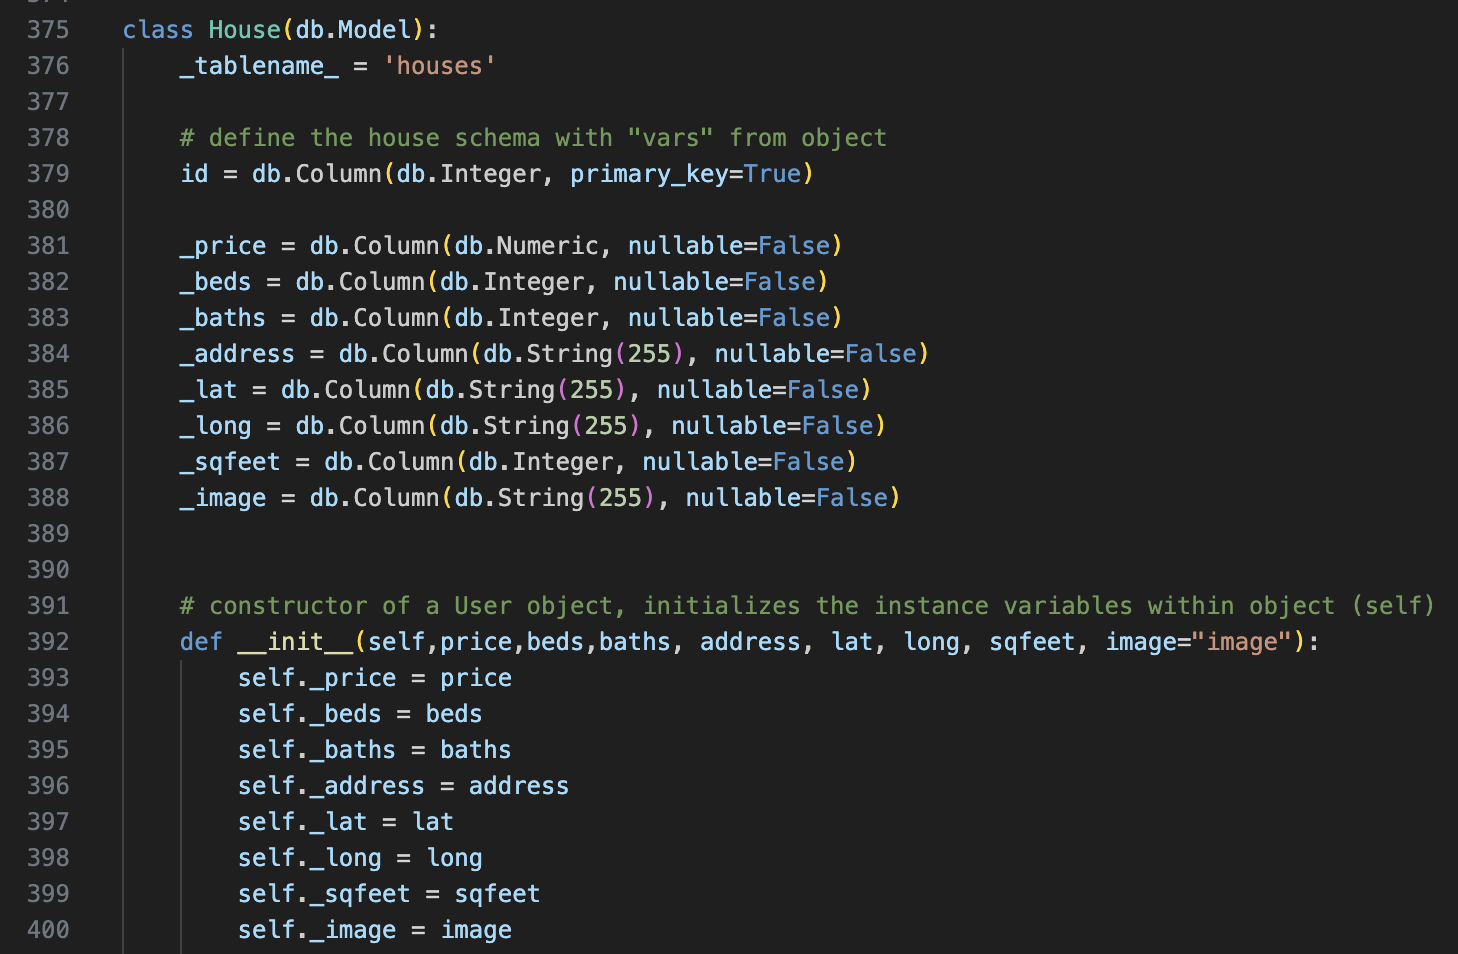 375 class House(db.Model):
376     _tablename_ = 'houses'
377
378     # define the house schema with "vars" from object
379     id = db.Column(db.Integer, primary_key=True)
380
381     _price = db.Column(db.Numeric, nullable=False)
382     _beds = db.Column(db.Integer, nullable=False)
383     _baths = db.Column(db.Integer, nullable=False)
384     _address = db.Column(db.String(255), nullable=False)
385     _lat = db.Column(db.String(255), nullable=False)
386     _long = db.Column(db.String(255), nullable=False)
387     _sqfeet = db.Column(db.Integer, nullable=False)
388     _image = db.Column(db.String(255), nullable=False)
389
390
391     # constructor of a User object, initializes the instance variables within object (self)
392     def __init__(self,price,beds,baths, address, lat, long, sqfeet, image="image"):
393         self._price = price
394         self._beds = beds
395         self._baths = baths
396         self._address = address
397         self._lat = lat
398         self._long = long
399         self._sqfeet = sqfeet
400         self._image = image